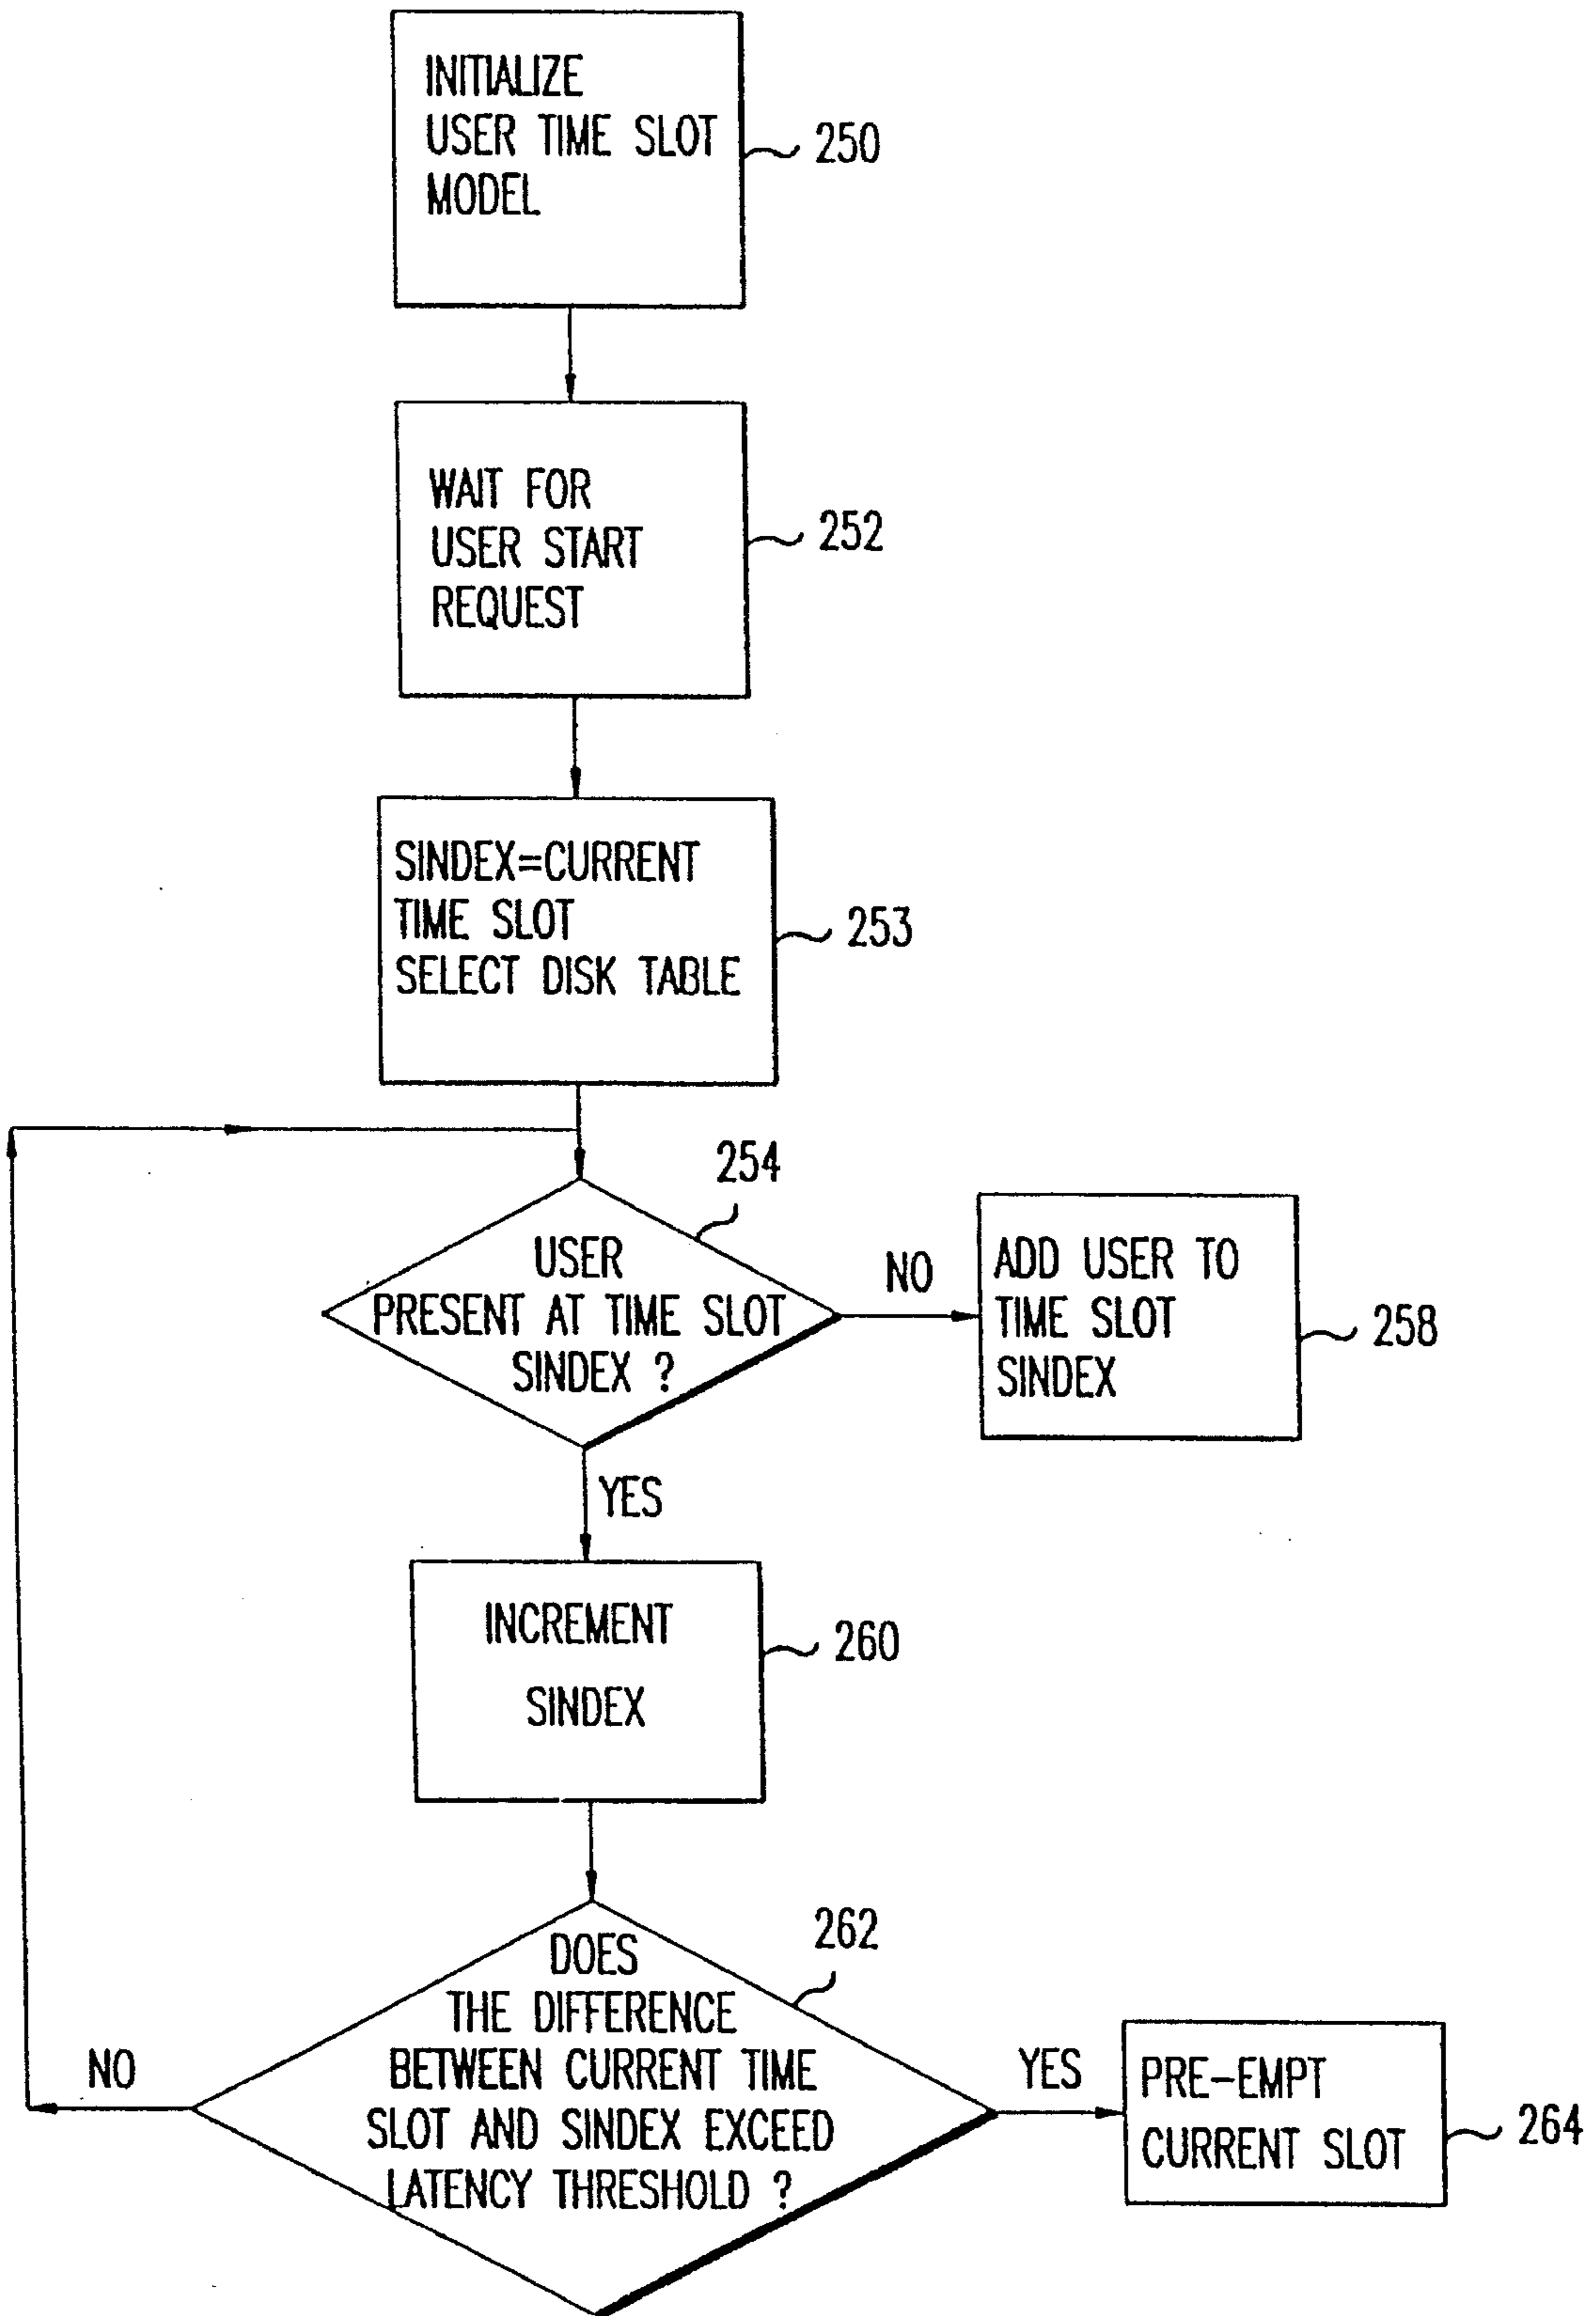 INITIALIZE
USER TIME SLOT
MODEL
250
WAIT FOR
USER START
REQUEST
252
SINDEX=CURRENT
TIME SLOT
SELECT DISK TABLE
253
254
USER
PRESENT AT TIME SLOT
SINDEX ?
NO
ADD USER TO
TIME SLOT
SINDEX
258
YES
INCREMENT
SINDEX
260
262
DOES
THE DIFFERENCE
BETWEEN CURRENT TIME
SLOT AND SINDEX EXCEED
LATENCY THRESHOLD ?
NO
YES
PRE-EMPT
CURRENT SLOT
264